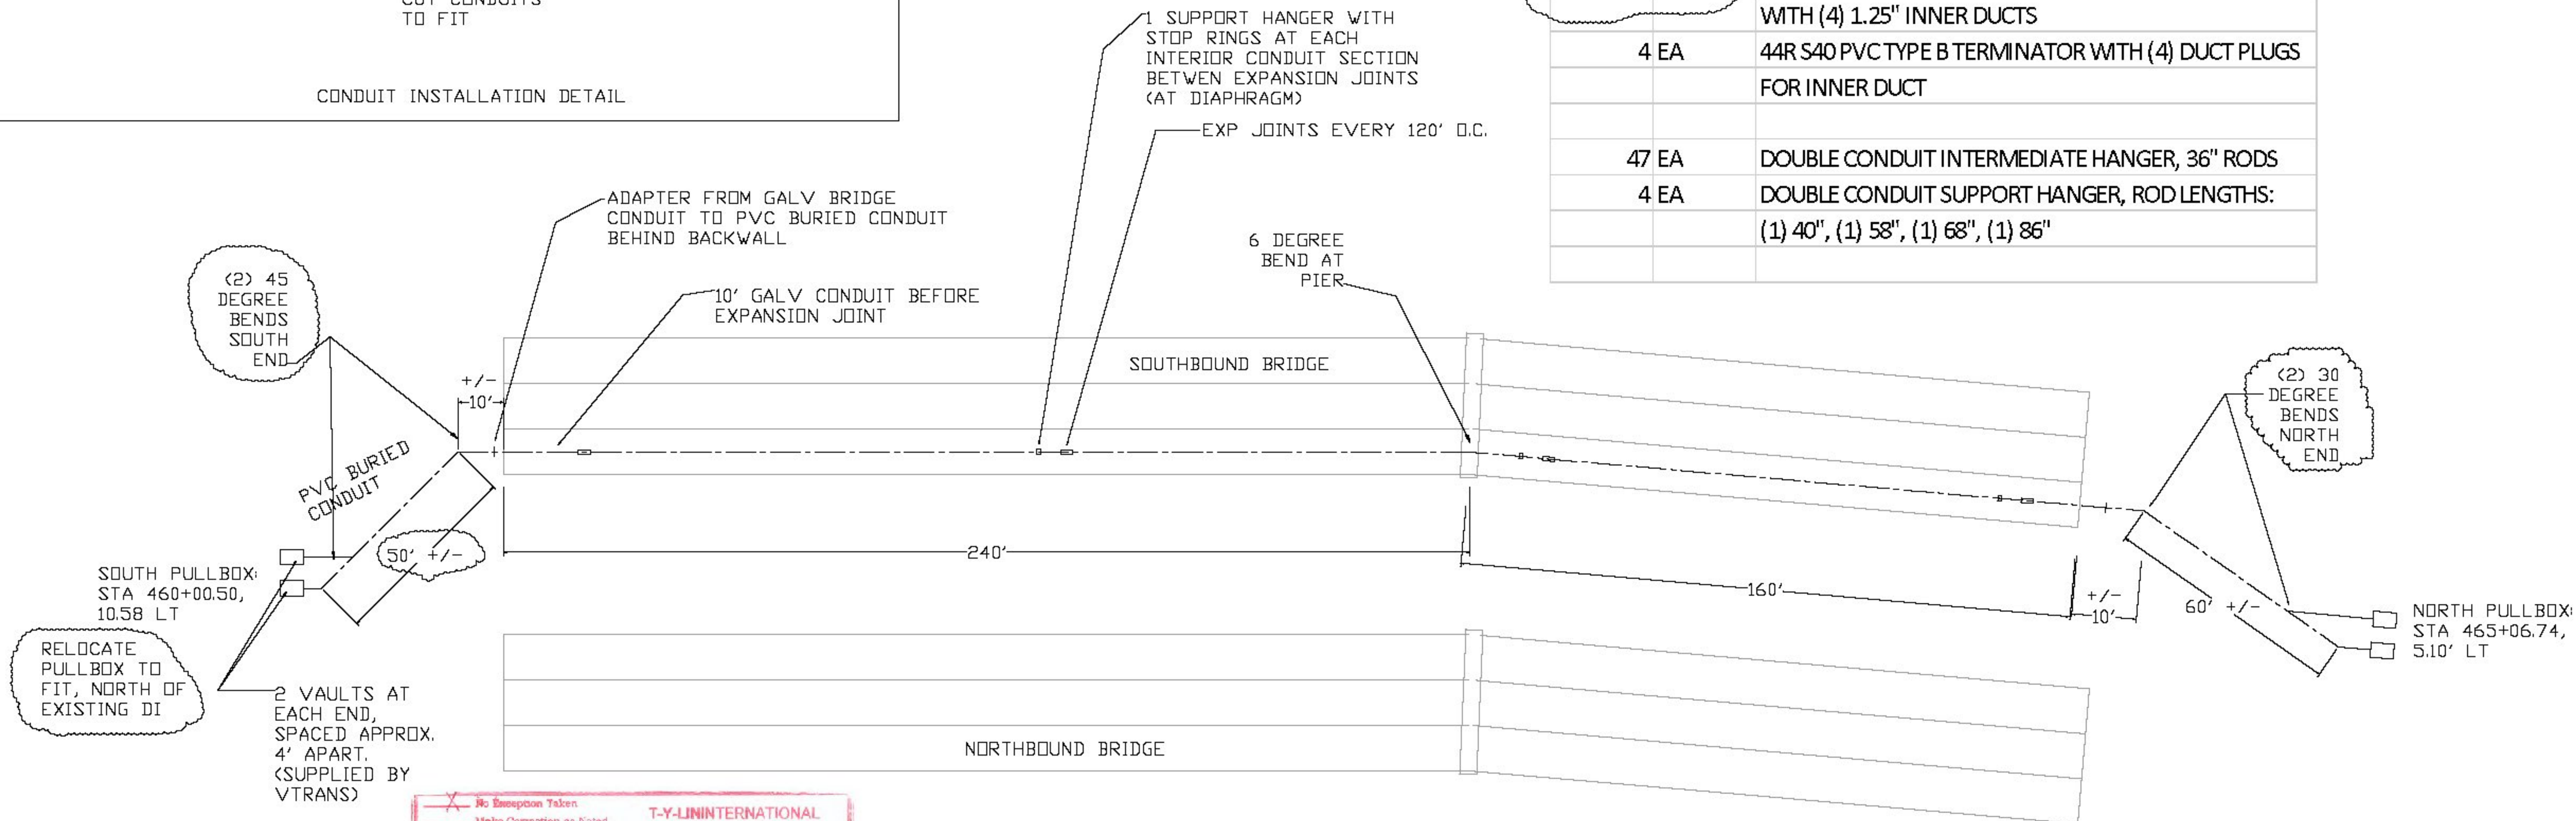 TO FIT
CONDUIT INSTALLATION DETAIL
1 SUPPORT HANGER WITH
STOP RINGS AT EACH
INTERIOR CONDUIT SECTION
BETWEN EXPANSION JOINTS
(AT DIAPHRAGM)
EXP JOINTS EVERY 120' O.C.
WITH (4) 1.25" INNER DUCTS
4 EA 44R S40 PVC TYPE B TERMINATOR WITH (4) DUCT PLUGS
FOR INNER DUCT
47 EA DOUBLE CONDUIT INTERMEDIATE HANGER, 36" RODS
4 EA DOUBLE CONDUIT SUPPORT HANGER, ROD LENGTHS:
(1) 40", (1) 58", (1) 68", (1) 86"
ADAPTER FROM GALV BRIDGE
CONDUIT TO PVC BURIED CONDUIT
BEHIND BACKWALL
6 DEGREE
BEND AT
PIER
(2) 45
DEGREE
BENDS
SOUTH
END
10' GALV CONDUIT BEFORE
EXPANSION JOINT
+/-
10'
SOUTHBOUND BRIDGE
(2) 30
DEGREE
BENDS
NORTH
END
PVC BURIED
CONDUIT
50' +/-
240'
160'
+/-
10'
60' +/-
SOUTH PULLBOX:
STA 460+00.50,
10.58 LT
NORTH PULLBOX:
STA 465+06.74,
5.10' LT
RELOCATE
PULLBOX TO
FIT, NORTH OF
EXISTING DI
2 VAULTS AT
EACH END,
SPACED APPROX.
4' APART.
(SUPPLIED BY
VTRANS)
NORTHBOUND BRIDGE
X No Exception Taken
T-Y-LININTERNATIONAL